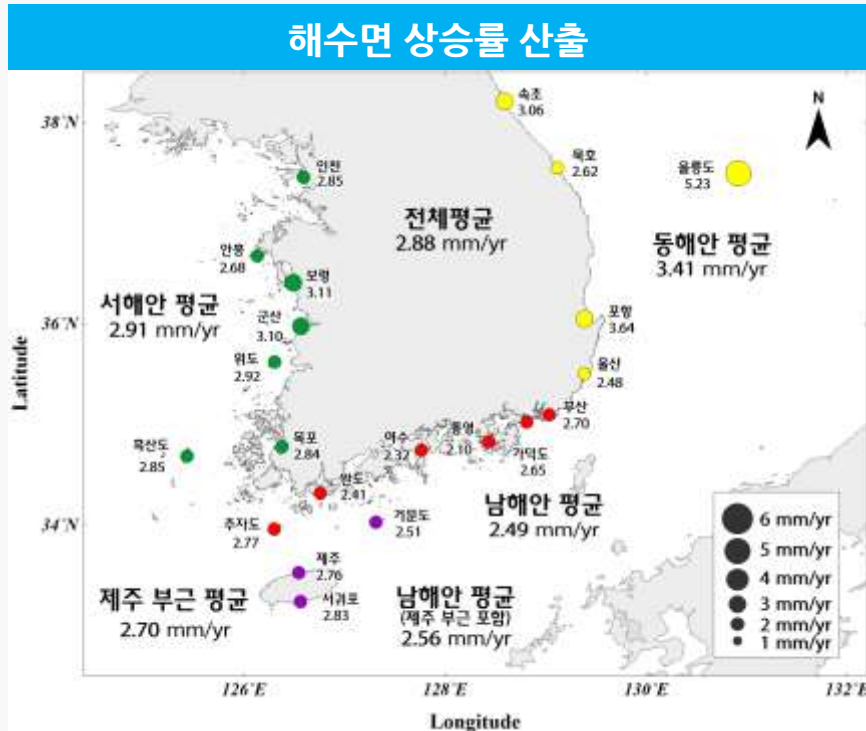 해수면 상승률 산출
N
38°N
36°N
34°N
Latitude
126°E
128°E
130°E
132°E
Longitude
속초
3.06
묵호
2.62
울릉도
5.23
인천
2.85
전체평균
2.88 mm/yr
동해안 평균
3.41 mm/yr
안흥
2.68
보령
3.11
서해안 평균
2.91 mm/yr
군산
3.10
포항
3.64
위도
2.92
울산
2.48
부산
2.70
흑산도
2.85
목포
2.84
여수
2.32
통영
2.10
가덕도
2.65
완도
2.41
추자도
2.77
거문도
2.51
남해안 평균
2.49 mm/yr
제주
2.76
서귀포
2.83
제주 부근 평균
2.70 mm/yr
남해안 평균
(제주 부근 포함)
2.56 mm/yr
6 mm/yr
5 mm/yr
4 mm/yr
3 mm/yr
2 mm/yr
1 mm/yr